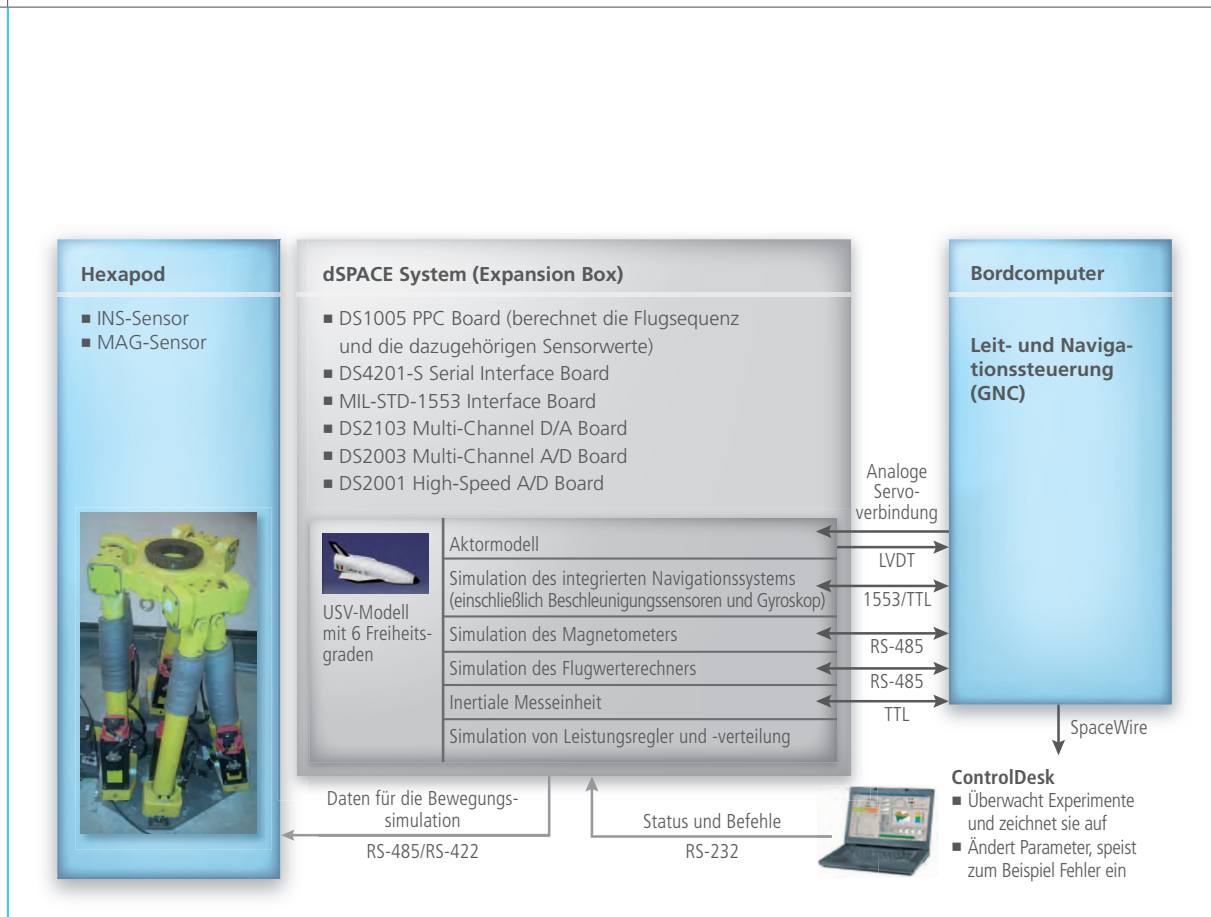 Hexapod
■ INS-Sensor
■ MAG-Sensor
dSPACE System (Expansion Box)
■ DS1005 PPC Board (berechnet die Flugsequenz
und die dazugehörigen Sensorwerte)
■ DS4201-S Serial Interface Board
■ MIL-STD-1553 Interface Board
■ DS2103 Multi-Channel D/A Board
■ DS2003 Multi-Channel A/D Board
■ DS2001 High-Speed A/D Board
USV-Modell
mit 6 Freiheits-
graden
Aktormodell
Simulation des integrierten Navigationssystems
(einschließlich Beschleunigungssensoren und Gyroskop)
Simulation des Magnetometers
Simulation des Flugwerterechners
Inertiale Messeinheit
Simulation von Leistungsregler und -verteilung
Analoge
Servo-
verbindung
LVDT
1553/TTL
RS-485
RS-485
TTL
Bordcomputer
Leit- und Naviga-
tionssteuerung
(GNC)
SpaceWire
Daten für die Bewegungs-
simulation
RS-485/RS-422
Status und Befehle
RS-232
ControlDesk
■ Überwacht Experimente
und zeichnet sie auf
■ Ändert Parameter, speist
zum Beispiel Fehler ein